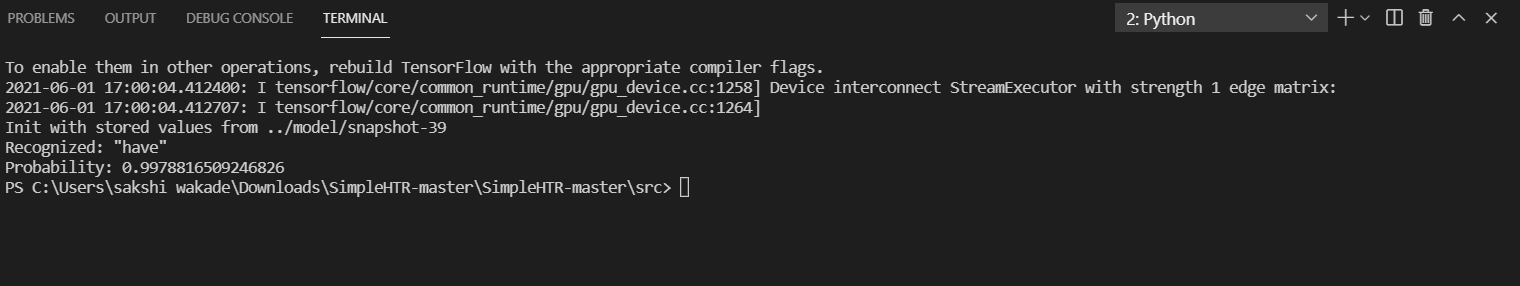 PROBLEMS OUTPUT DEBUG CONSOLE TERMINAL 2: Python
To enable them in other operations, rebuild TensorFlow with the appropriate compiler flags.
2021-06-01 17:00:04.412400: I tensorflow/core/common_runtime/gpu/gpu_device.cc:1258] Device interconnect StreamExecutor with strength 1 edge matrix:
2021-06-01 17:00:04.412707: I tensorflow/core/common_runtime/gpu/gpu_device.cc:1264]
Init with stored values from ../model/snapshot-39
Recognized: "have"
Probability: 0.9978816509246826
PS C:\Users\sakshi wakade\Downloads\SimpleHTR-master\SimpleHTR-master\src>